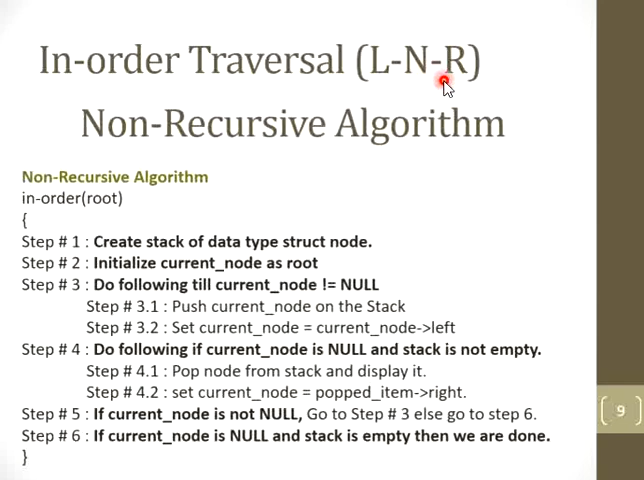 In-order Traversal (L-N-R)
Non-Recursive Algorithm
Non-Recursive Algorithm
in-order(root)
{
Step # 1 : Create stack of data type struct node.
Step # 2 : Initialize current_node as root
Step # 3 : Do following till current_node != NULL
Step # 3.1 : Push current_node on the Stack
Step # 3.2 : Set current_node = current_node->left
Step # 4 : Do following if current_node is NULL and stack is not empty.
Step # 4.1 : Pop node from stack and display it.
Step # 4.2 : set current_node = popped_item->right.
Step # 5 : If current_node is not NULL, Go to Step # 3 else go to step 6.
Step # 6 : If current_node is NULL and stack is empty then we are done.
}
9